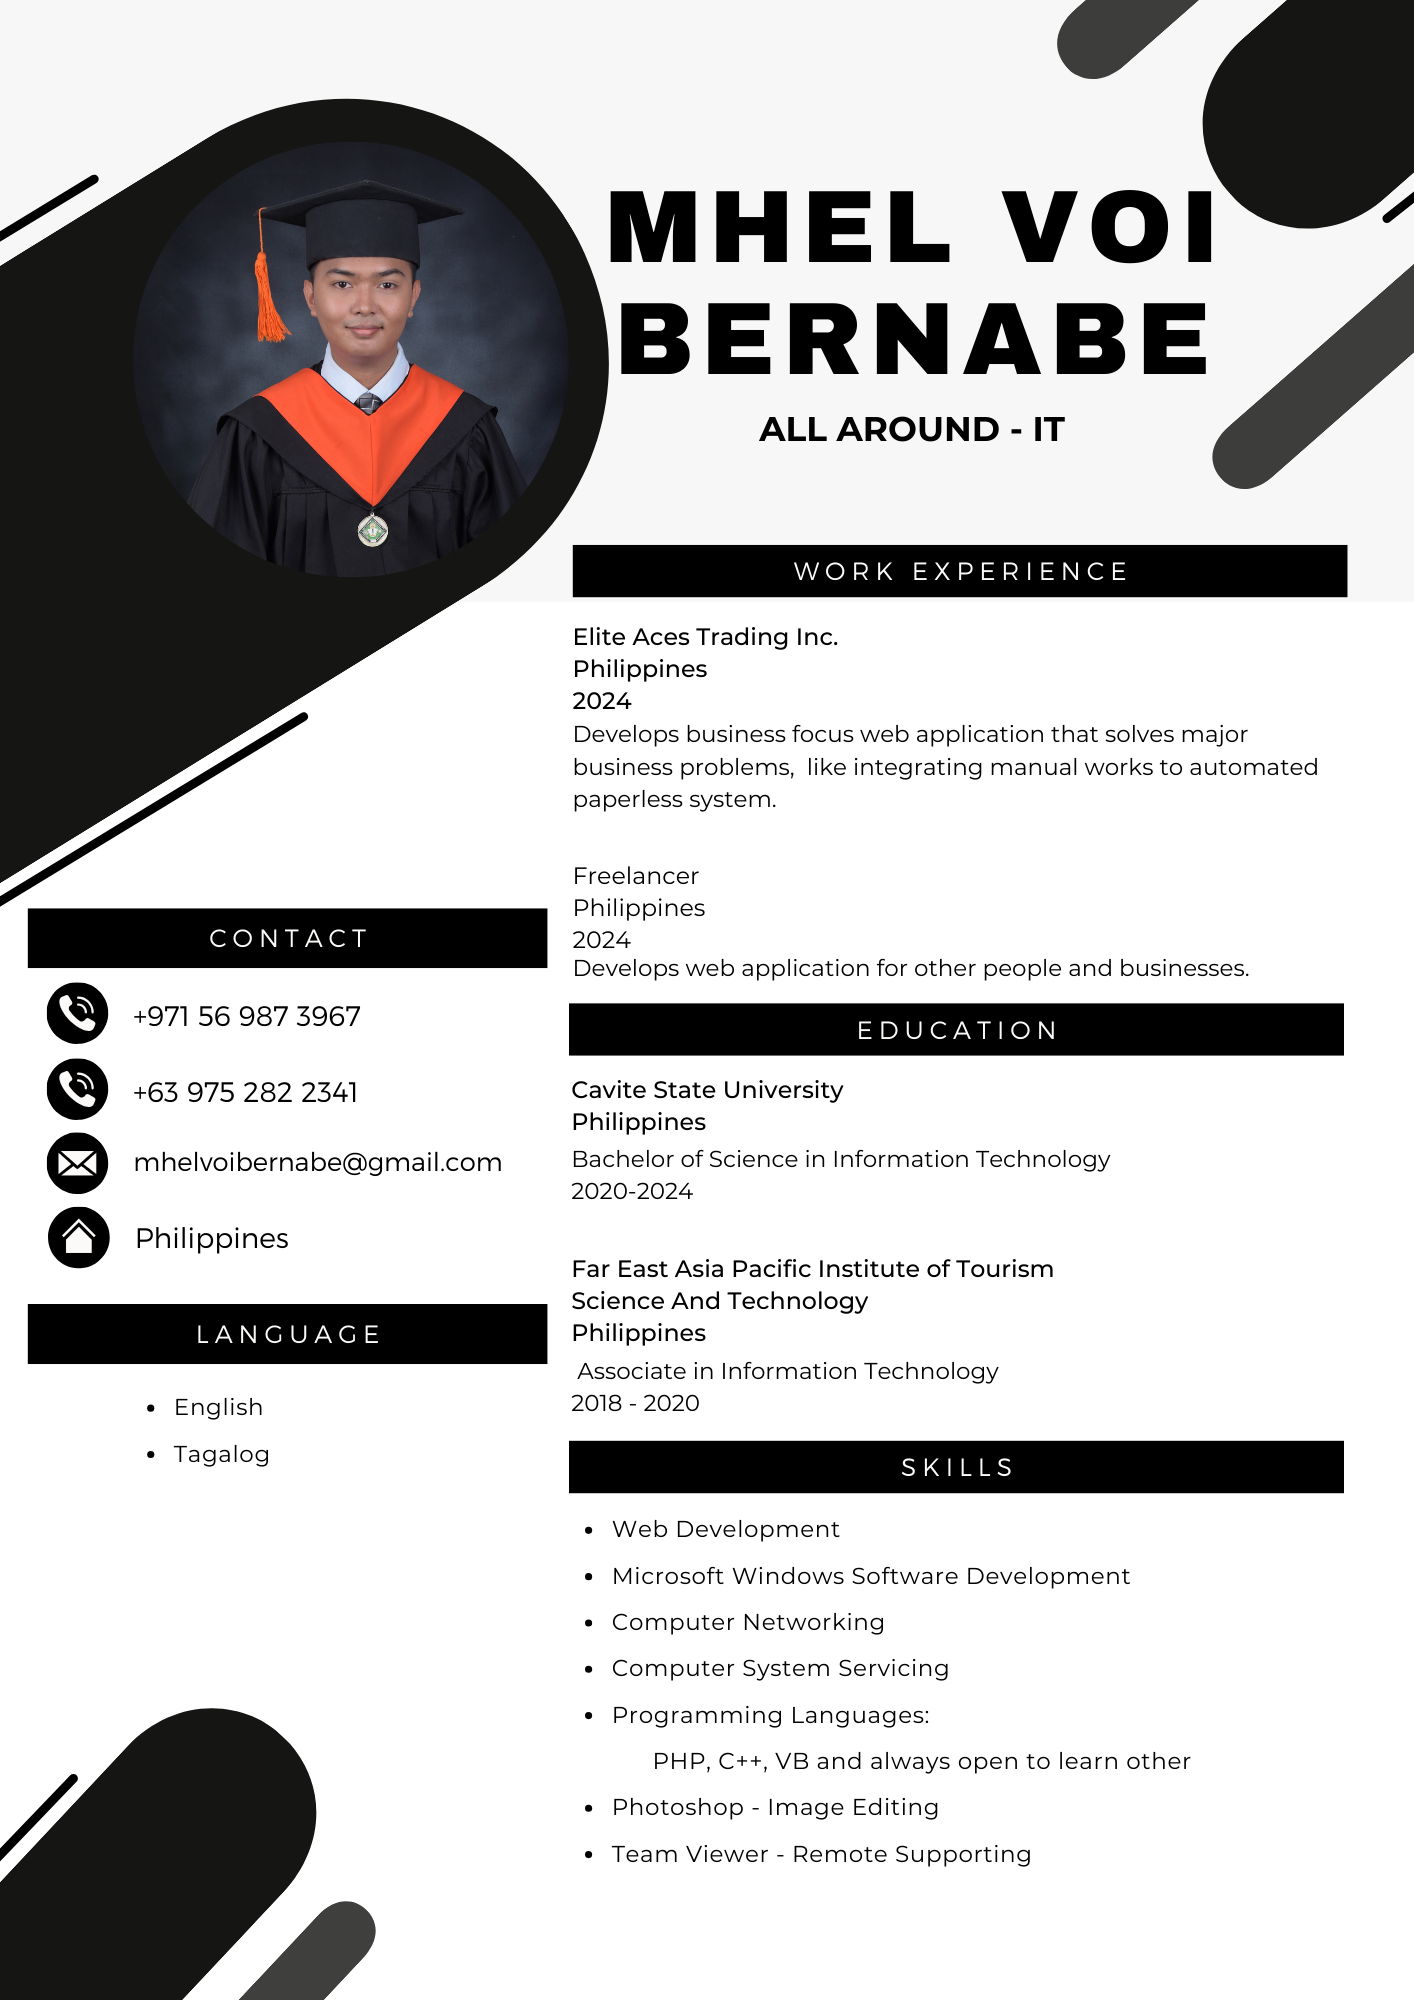 MHEL VOI
BERNABE
ALL AROUND - IT
WORK EXPERIENCE
Elite Aces Trading Inc.
Philippines
2024
Develops business focus web application that solves major
business problems,  like integrating manual works to automated
paperless system.
Freelancer
Philippines
2024
Develops web application for other people and businesses.
CONTACT
+971 56 987 3967
+63 975 282 2341
mhelvoibernabe@gmail.com
Philippines
LANGUAGE
• English
• Tagalog
EDUCATION
Cavite State University
Philippines
Bachelor of Science in Information Technology
2020-2024
Far East Asia Pacific Institute of Tourism
Science And Technology
Philippines
Associate in Information Technology
2018 - 2020
SKILLS
• Web Development
• Microsoft Windows Software Development
• Computer Networking
• Computer System Servicing
• Programming Languages:
PHP, C++, VB and always open to learn other
• Photoshop - Image Editing
• Team Viewer - Remote Supporting